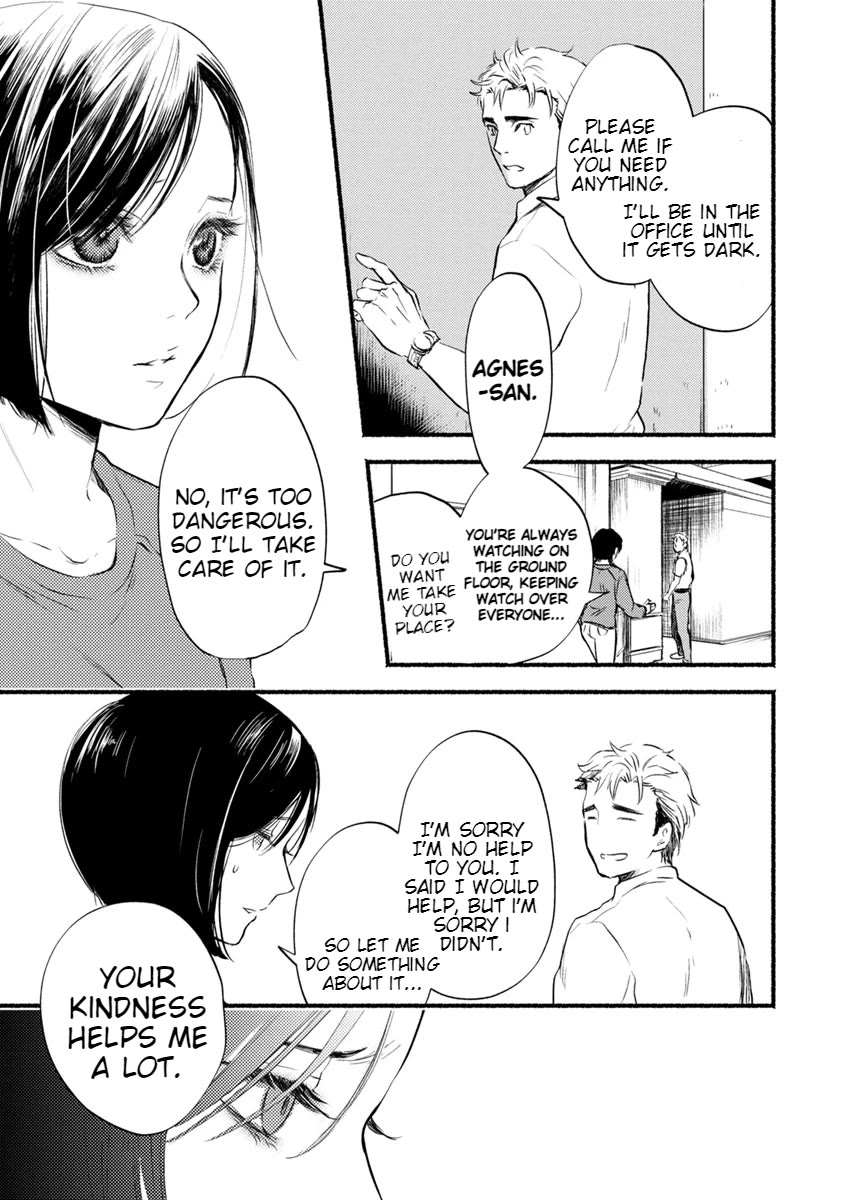 PLEASE
CALL ME IF
YOU NEED
ANYTHING.
I'LL BE IN THE
OFFICE UNTIL
IT GETS DARK.
AGNES
-SAN.
YOU'RE ALWAYS
WATCHING ON
THE GROUND
FLOOR, KEEPING
WATCH OVER
EVERYONE...
DO YOU
WANT
ME TAKE
YOUR
PLACE?
NO, IT'S TOO
DANGEROUS.
SO I'LL TAKE
CARE OF IT.
I'M SORRY
I'M NO HELP
TO YOU. I
SAID I WOULD
HELP, BUT I'M
SORRY I
DIDN'T.
SO LET ME
DO SOMETHING
ABOUT IT...
YOUR
KINDNESS
HELPS ME
A LOT.